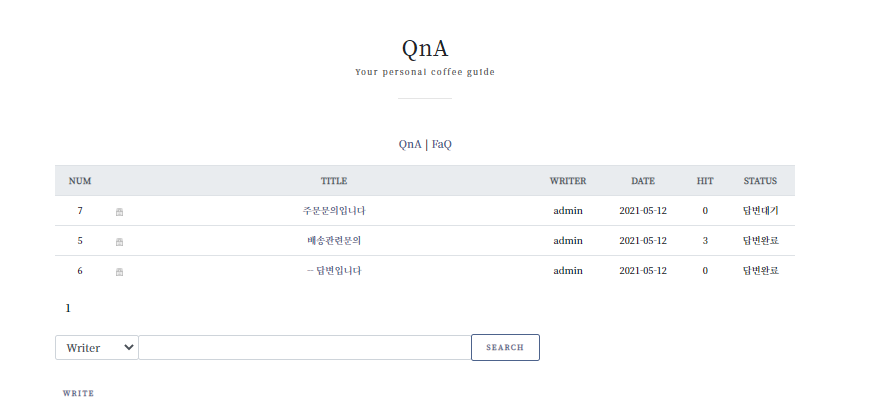 QnA
Your personal coffee guide
QnA | FaQ
NUM TITLE WRITER DATE HIT STATUS
7 주문문의입니다 admin 2021-05-12 0 답변대기
5 배송관련문의 admin 2021-05-12 3 답변완료
6 ─ 답변입니다 admin 2021-05-12 0 답변완료
1
Writer SEARCH
WRITE